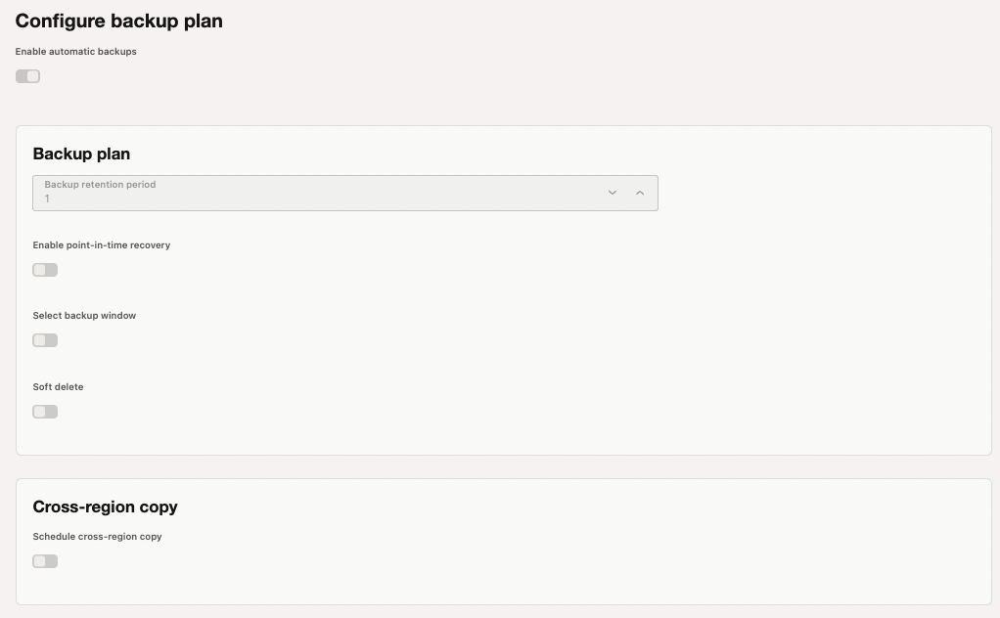 Configure backup plan
Enable automatic backups
Backup plan
Backup retention period
1
Enable point-in-time recovery
Select backup window
Soft delete
Cross-region copy
Schedule cross-region copy